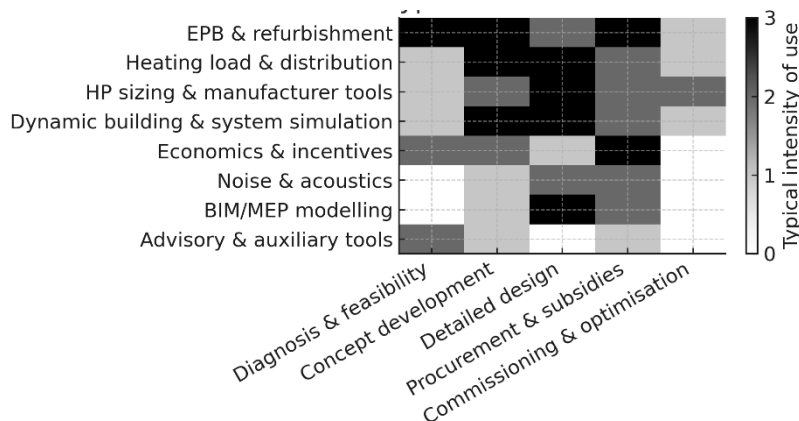 EPB & refurbishment
Heating load & distribution
HP sizing & manufacturer tools
Dynamic building & system simulation
Economics & incentives
Noise & acoustics
BIM/MEP modelling
Advisory & auxiliary tools
Diagnosis & feasibility
Concept development
Detailed design
Procurement & subsidies
Commissioning & optimisation
3
2
1
0
Typical intensity of use